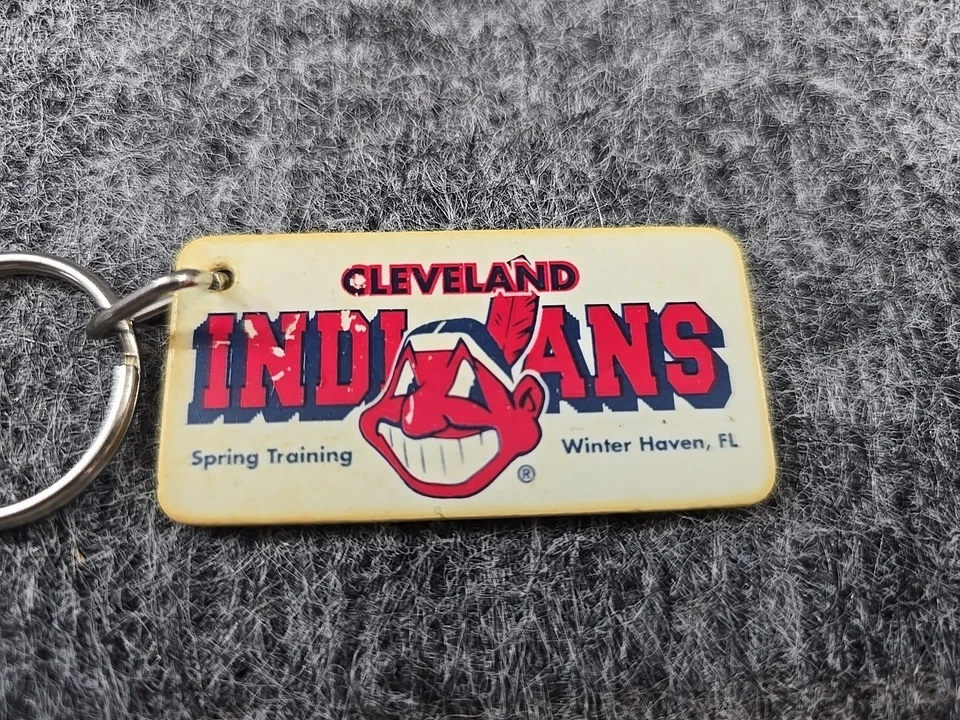 CLEVELAND
INDIANS
Spring Training Winter Haven, FL
®